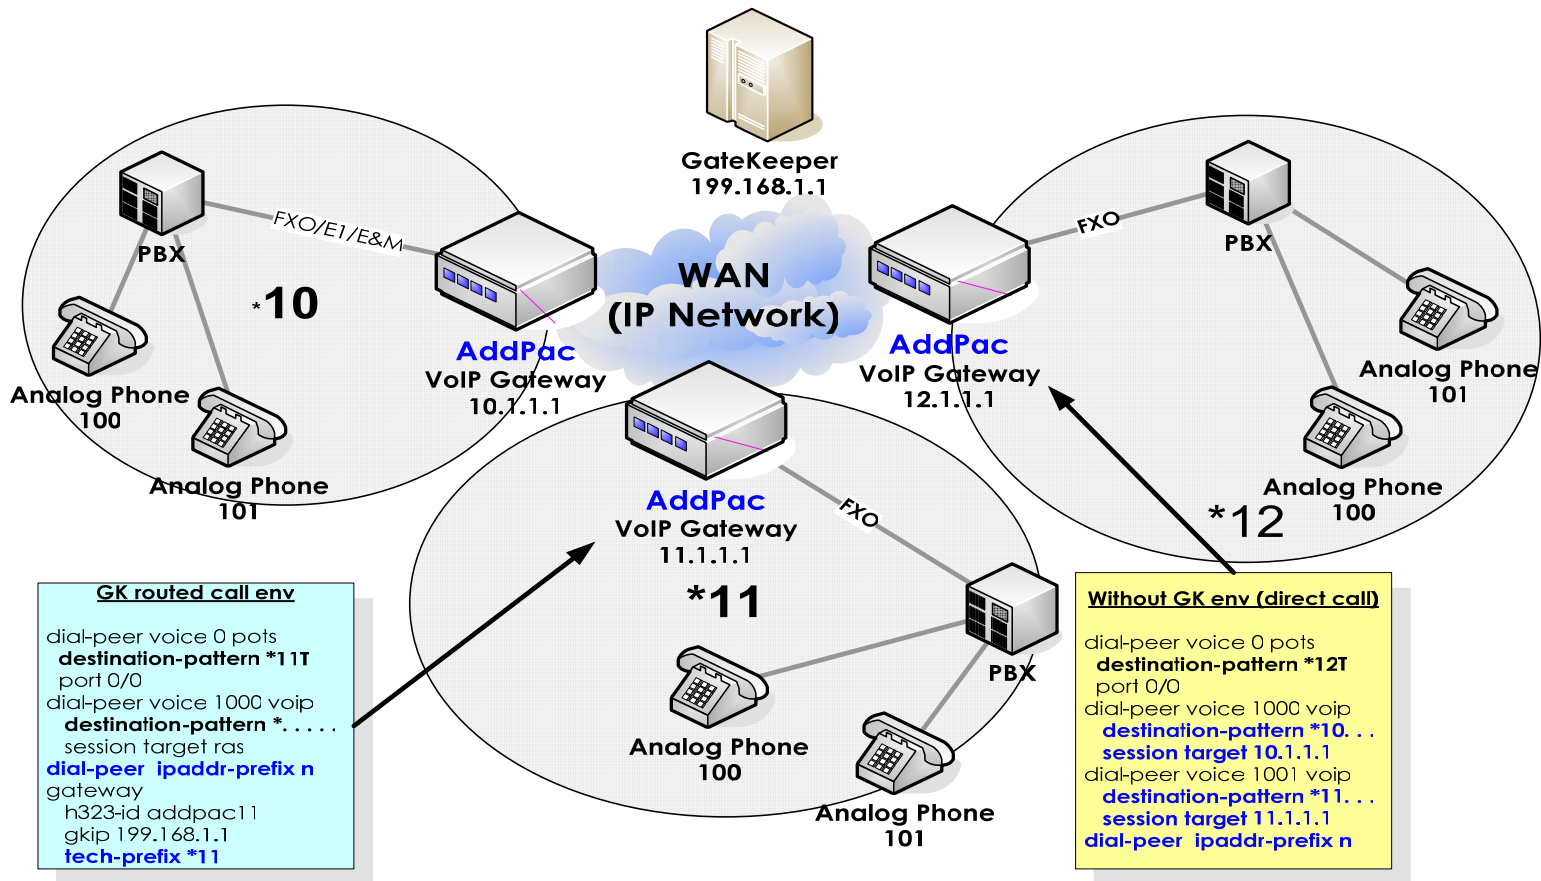 GateKeeper
199.168.1.1
PBX
FXO/E1/E&M
*10
Analog Phone
100
Analog Phone
101
AddPac
VoIP Gateway
10.1.1.1
WAN
(IP Network)
FXO
PBX
AddPac
VoIP Gateway
12.1.1.1
Analog Phone
101
Analog Phone
100
*12
AddPac
VoIP Gateway
11.1.1.1
*11
FXO
PBX
Analog Phone
100
Analog Phone
101
GK routed call env
dial-peer voice 0 pots
destination-pattern *11T
port 0/0
dial-peer voice 1000 voip
destination-pattern *. . . . .
session target ras
dial-peer ipaddr-prefix n
gateway
h323-id addpac11
gkip 199.168.1.1
tech-prefix *11
Without GK env (direct call)
dial-peer voice 0 pots
destination-pattern *12T
port 0/0
dial-peer voice 1000 voip
destination-pattern *10. . .
session target 10.1.1.1
dial-peer voice 1001 voip
destination-pattern *11. . .
session target 11.1.1.1
dial-peer ipaddr-prefix n